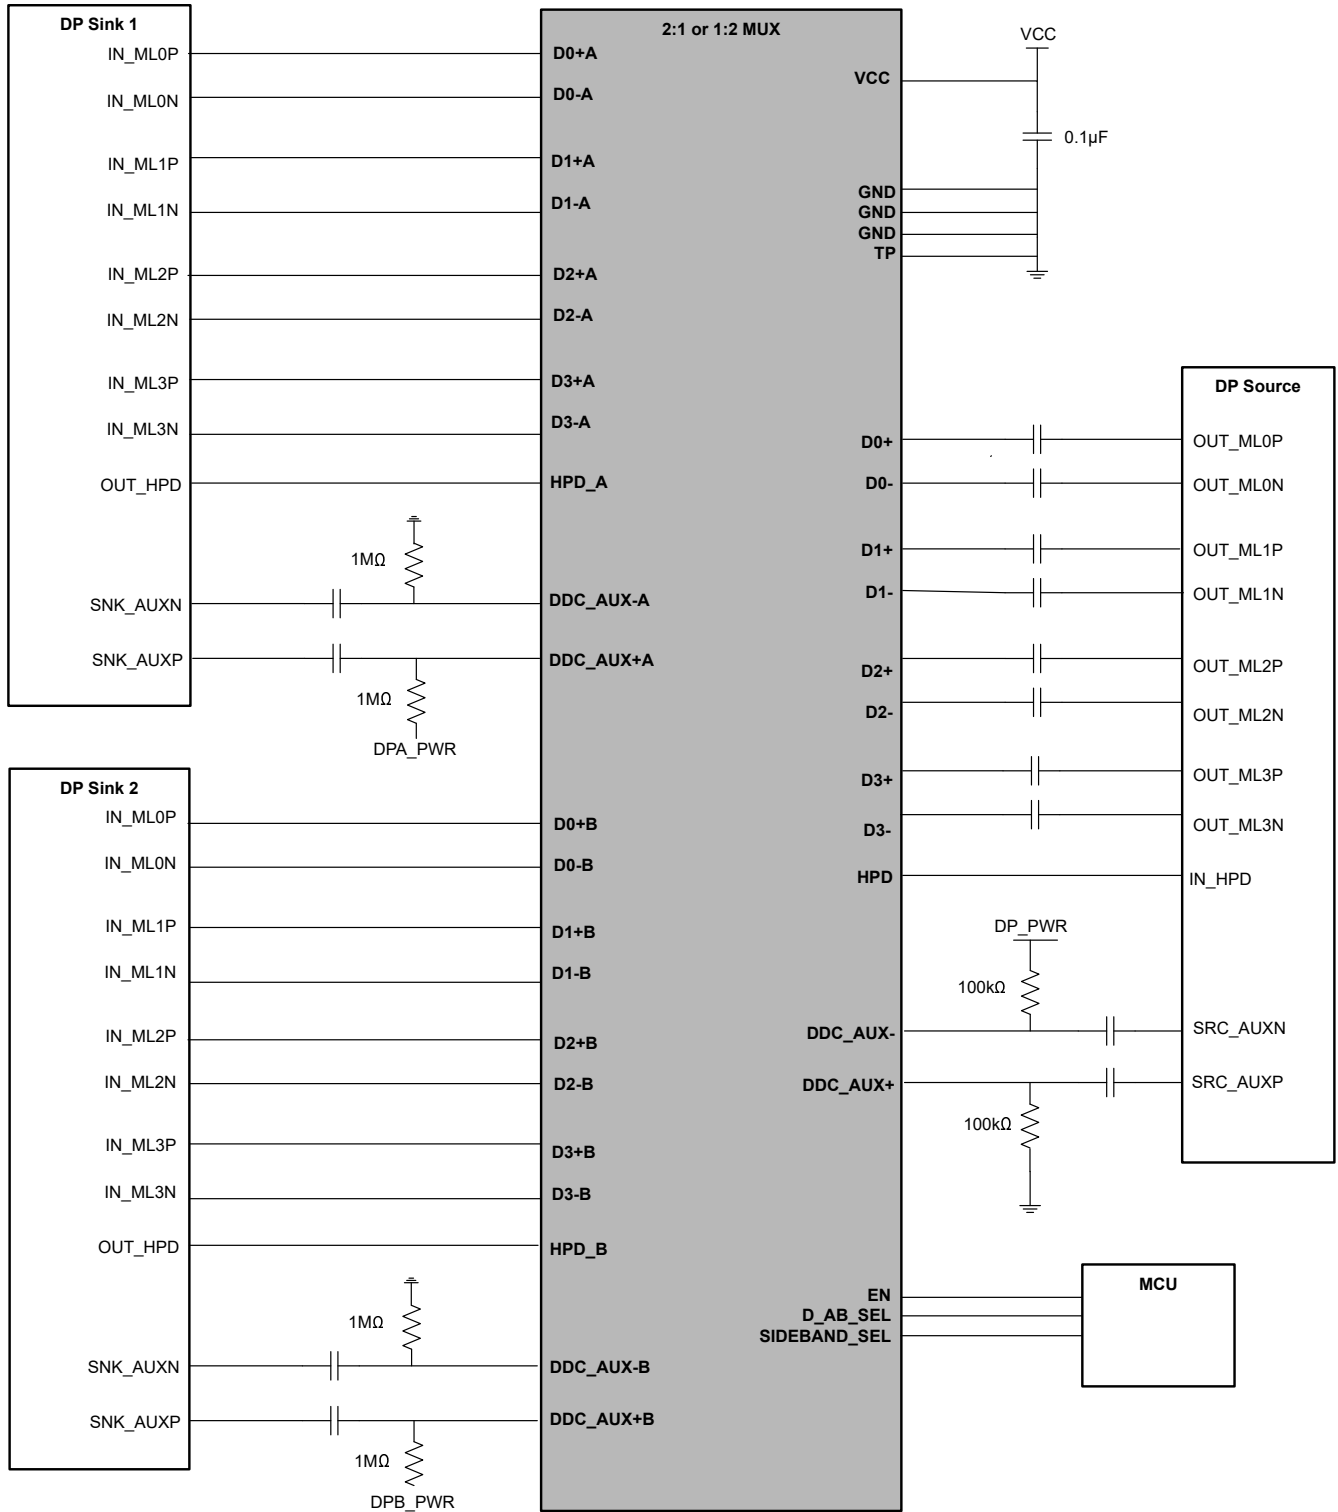 DP Sink 1
IN_ML0P
IN_ML0N
IN_ML1P
IN_ML1N
IN_ML2P
IN_ML2N
IN_ML3P
IN_ML3N
OUT_HPD
SNK_AUXN
SNK_AUXP
1MΩ
1MΩ
DPA_PWR
DP Sink 2
IN_ML0P
IN_ML0N
IN_ML1P
IN_ML1N
IN_ML2P
IN_ML2N
IN_ML3P
IN_ML3N
OUT_HPD
SNK_AUXN
SNK_AUXP
1MΩ
1MΩ
DPB_PWR
2:1 or 1:2 MUX
D0+A
D0-A
D1+A
D1-A
D2+A
D2-A
D3+A
D3-A
HPD_A
DDC_AUX-A
DDC_AUX+A
D0+B
D0-B
D1+B
D1-B
D2+B
D2-B
D3+B
D3-B
HPD_B
DDC_AUX-B
DDC_AUX+B
VCC
GND
GND
GND
TP
D0+
D0-
D1+
D1-
D2+
D2-
D3+
D3-
HPD
DDC_AUX-
DDC_AUX+
EN
D_AB_SEL
SIDEBAND_SEL
VCC
0.1µF
DP_PWR
100kΩ
100kΩ
DP Source
OUT_ML0P
OUT_ML0N
OUT_ML1P
OUT_ML1N
OUT_ML2P
OUT_ML2N
OUT_ML3P
OUT_ML3N
IN_HPD
SRC_AUXN
SRC_AUXP
MCU